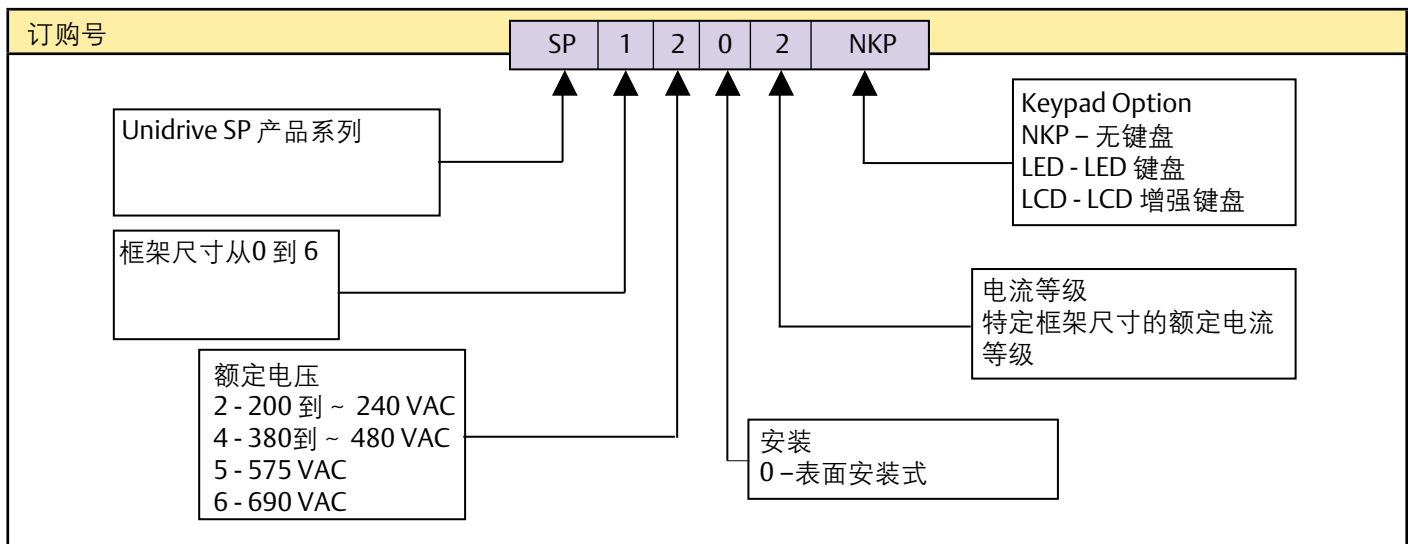 订购号
SP 1 2 0 2 NKP
Unidrive SP 产品系列
框架尺寸从0 到 6
额定电压
2 - 200 到 ~ 240 VAC
4 - 380到 ~ 480 VAC
5 - 575 VAC
6 - 690 VAC
安装
0 –表面安装式
电流等级
特定框架尺寸的额定电流
等级
Keypad Option
NKP – 无键盘
LED - LED 键盘
LCD - LCD 增强键盘